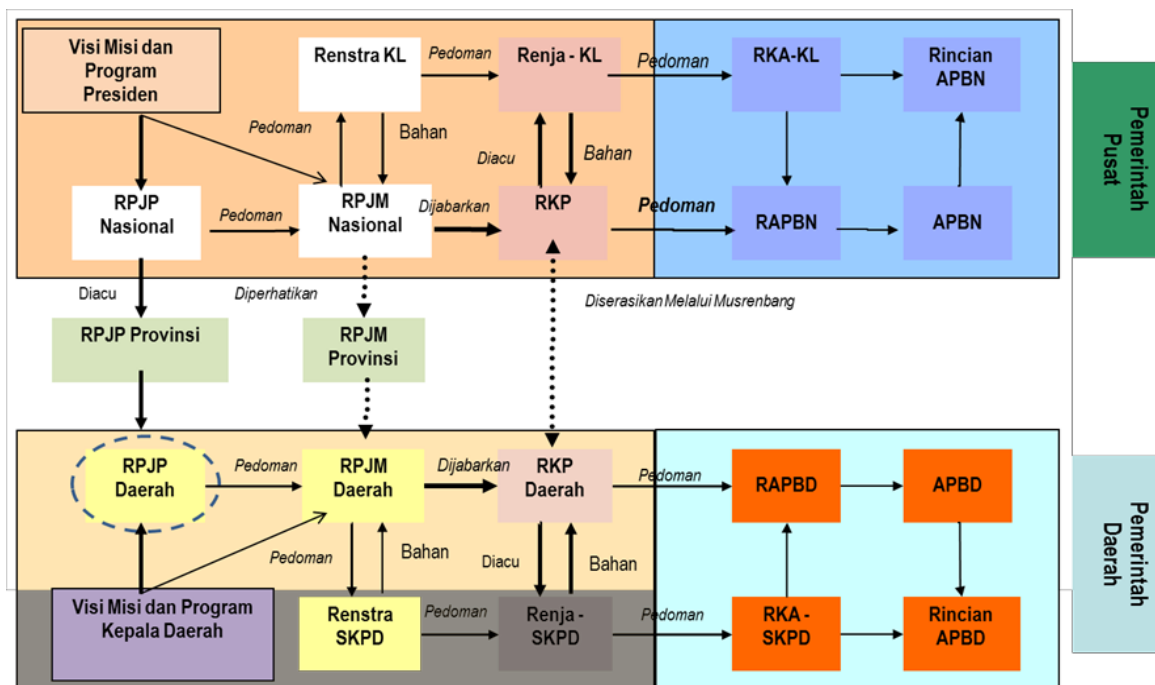 Visi Misi dan
Program
Presiden
Renstra KL
Pedoman
Renja - KL
Pedoman
RKA-KL
Rincian
APBN
Pedoman
Bahan
Diacu
Bahan
RPJP
Nasional
Pedoman
RPJM
Nasional
Dijabarkan
RKP
Pedoman
RAPBN
APBN
Pemerintah
Pusat
Diacu
Diperhatikan
Diserasikan Melalui Musrenbang
RPJP Provinsi
RPJM
Provinsi
RPJP
Daerah
Pedoman
RPJM
Daerah
Dijabarkan
RKP
Daerah
Pedoman
RAPBD
APBD
Pedoman
Bahan
Diacu
Bahan
Visi Misi dan Program
Kepala Daerah
Renstra
SKPD
Pedoman
Renja -
SKPD
Pedoman
RKA -
SKPD
Rincian
APBD
Pemerintah
Daerah